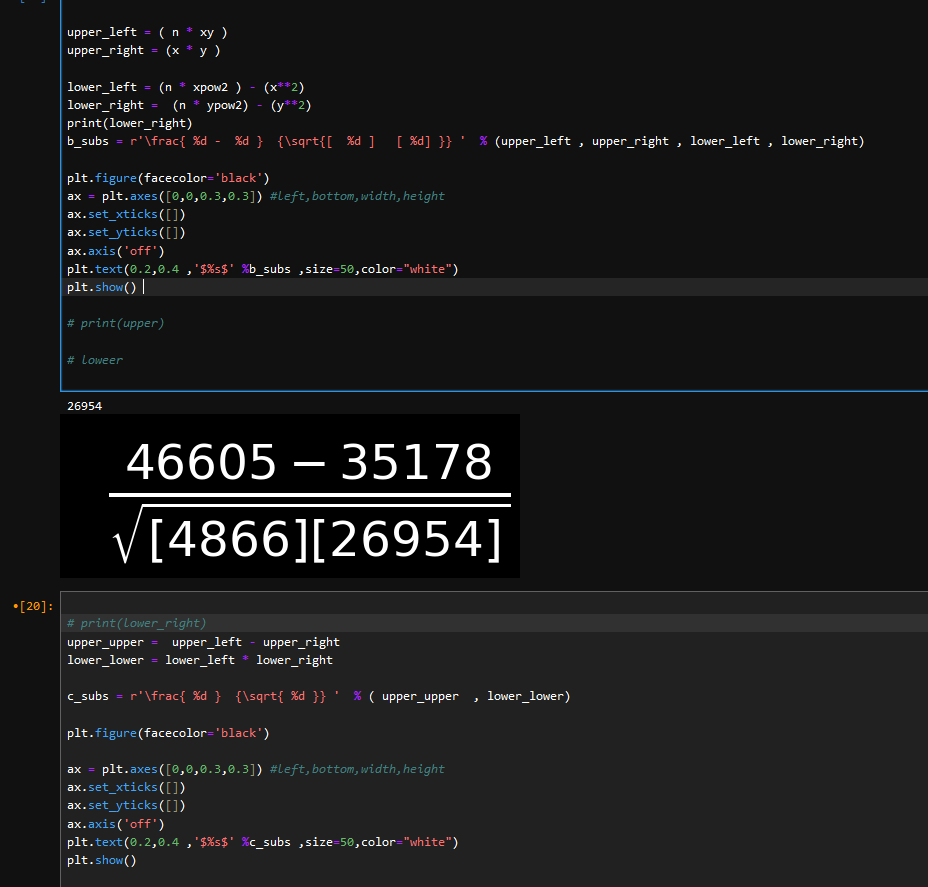 upper_left = ( n * xy )
upper_right = (x * y )
lower_left = (n * xpow2 ) - (x**2)
lower_right =  (n * ypow2) - (y**2)
print(lower_right)
b_subs = r'\frac{ %d -  %d }  {\sqrt{[  %d ]   [ %d] }} '  % (upper_left , upper_right , lower_left , lower_right)
plt.figure(facecolor='black')
ax = plt.axes([0,0,0.3,0.3]) #left,bottom,width,height
ax.set_xticks([])
ax.set_yticks([])
ax.axis('off')
plt.text(0.2,0.4 ,'$%s$' %b_subs ,size=50,color="white")
plt.show()
# print(upper)
# loweer
26954
46605 − 35178
√[4866][26954]
•[20]:
# print(lower_right)
upper_upper =  upper_left - upper_right
lower_lower = lower_left * lower_right
c_subs = r'\frac{ %d }  {\sqrt{ %d }} '  % ( upper_upper  , lower_lower)
plt.figure(facecolor='black')
ax = plt.axes([0,0,0.3,0.3]) #left,bottom,width,height
ax.set_xticks([])
ax.set_yticks([])
ax.axis('off')
plt.text(0.2,0.4 ,'$%s$' %c_subs ,size=50,color="white")
plt.show()